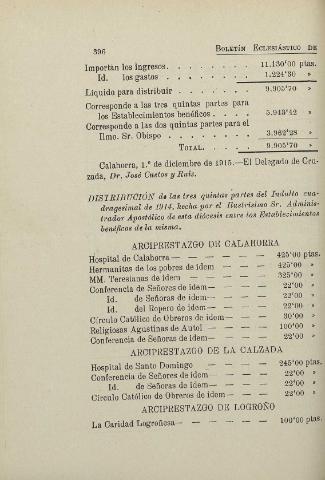 396 BOLETÍN ECLESIÁSTICO DE
Importan los ingresos. . . . . . . . 11.130'00 ptas.
Id. los gastos . . . . . . . . 1.224'30 »
Líquido para distribuir . . . . . . . 9.905'70 »
Corresponde a las tres quintas partes para
los Establecimientos benéficos . . . . 5.943'42 »
Corresponde a las dos quintas partes para el
Ilmo. Sr. Obispo . . . . . . . . 3.962'28 »
TOTAL. . . . . 9.905'70 »
Calahorra, 1.º de diciembre de 1915.—El Delegado de Cru-
zada, Dr. José Custos y Ruiz.
DISTRIBUCIÓN de las tres quintas partes del Indulto cua-
dragesimal de 1914, hecha por el Ilustrísimo Sr. Adminis-
trador Apostólico de esta diócesis entre los Establecimientos
benéficos de la misma.
ARCIPRESTAZGO DE CALAHORRA
Hospital de Calahorra — — — — — — 425'00 ptas.
Hermanitas de los pobres de idem — — — — 425'00 »
MM. Teresianas de idem — — — — — 325'00 »
Conferencia de Señores de idem — — — — 22'00 »
Id. de Señoras de idem — — — — 22'00 »
Id. del Ropero de idem — — — — 22'00 »
Círculo Católico de Obreros de idem — — — 30'00 »
Religiosas Agustinas de Autol — — — — 100'00 »
Conferencia de Señoras de idem — — — — 22'00 »
ARCIPRESTAZGO DE LA CALZADA
Hospital de Santo Domingo — — — — 245'00 ptas.
Conferencia de Señores de idem — — — — 22'00 »
Id. de Señoras de idem — — — — 22'00 »
Círculo Católico de Obreros de idem — — — 22'00 »
ARCIPRESTAZGO DE LOGROÑO
La Caridad Logroñesa — — — — — 100'00 ptas.